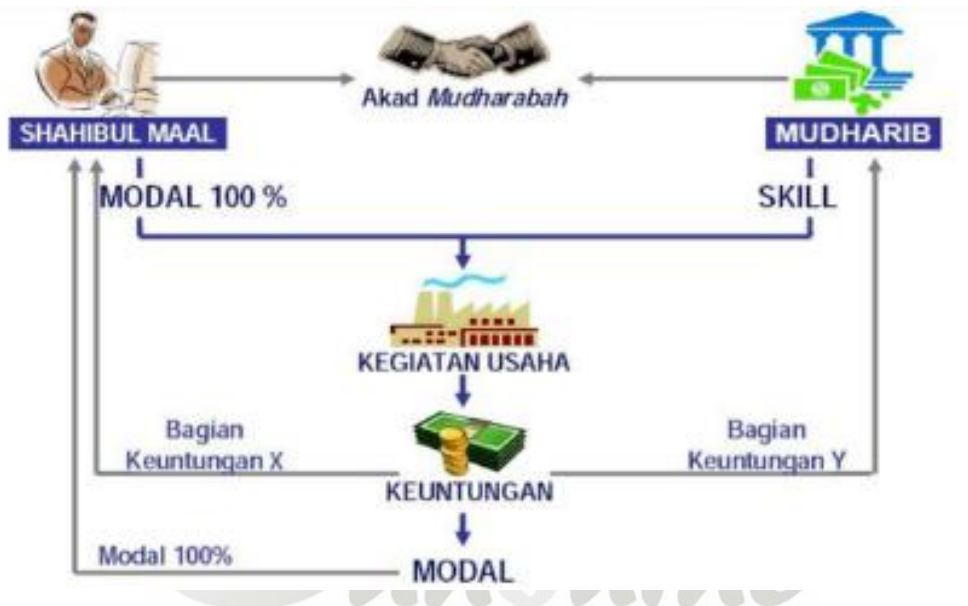 Akad Mudharabah
SHAHIBUL MAAL
MUDHARIB
MODAL 100 %
SKILL
KEGIATAN USAHA
Bagian
Keuntungan X
Bagian
Keuntungan Y
KEUNTUNGAN
Modal 100%
MODAL